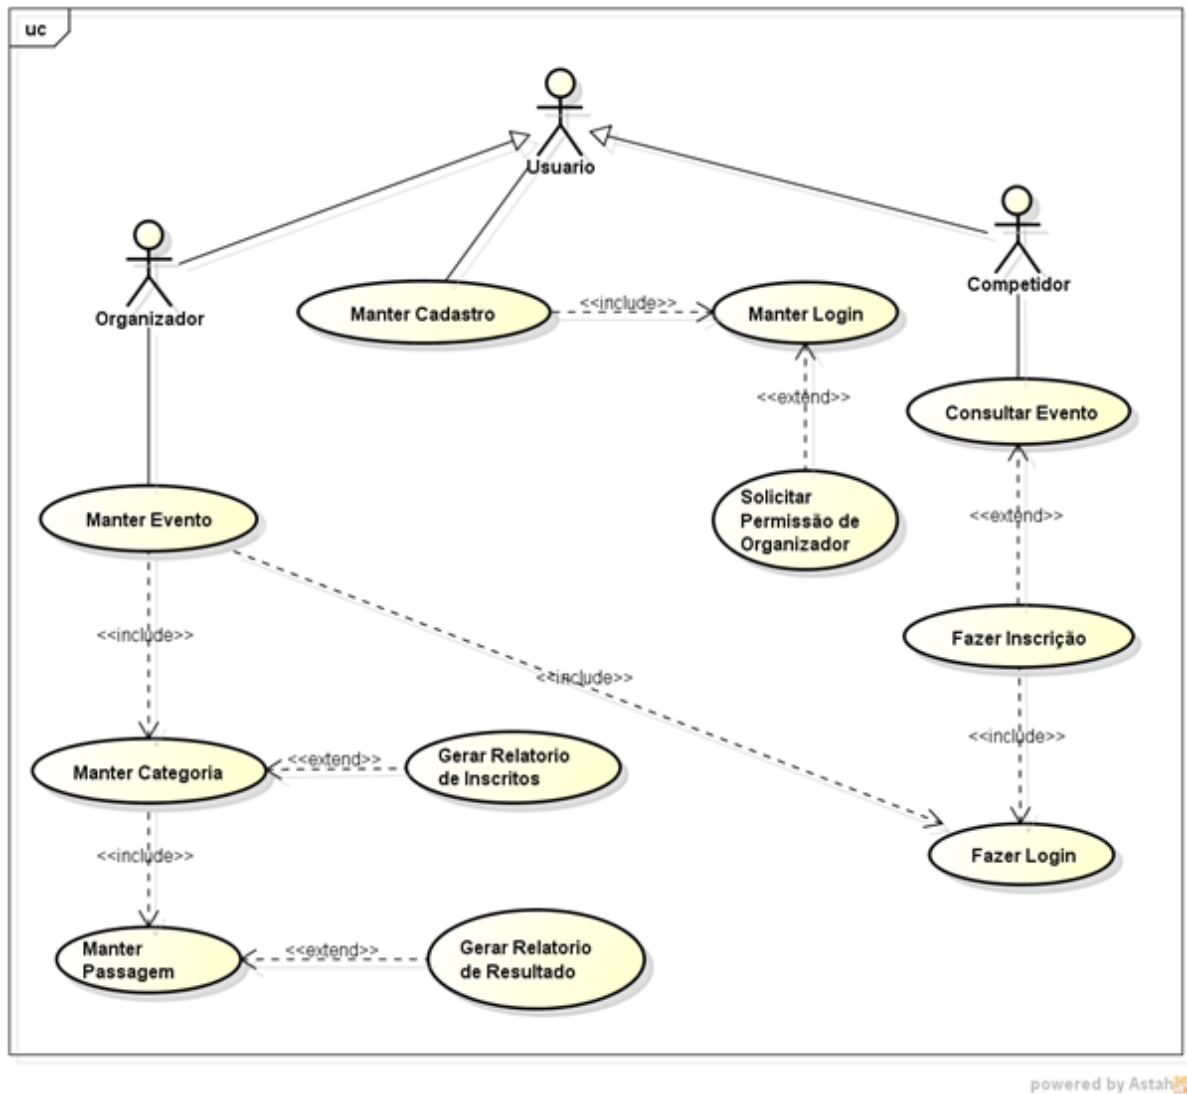 uc
Usuario
Organizador
Competidor
Manter Cadastro
<<include>>
Manter Login
<<extend>>
Consultar Evento
Solicitar
Permissão de
Organizador
Manter Evento
<<extend>>
<<include>>
Fazer Inscrição
<<include>>
<<include>>
Manter Categoria
<<extend>>
Gerar Relatorio
de Inscritos
<<include>>
Fazer Login
Manter
Passagem
<<extend>>
Gerar Relatorio
de Resultado
powered by Astah